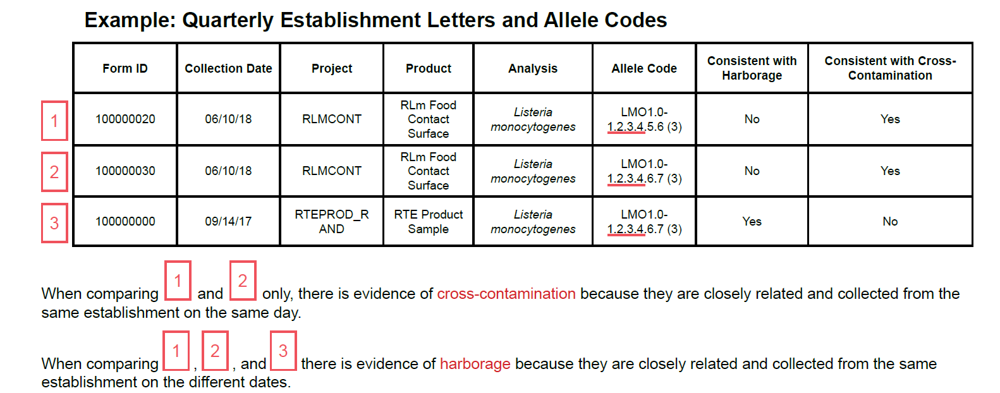 Example: Quarterly Establishment Letters and Allele Codes
Form ID Collection Date Project Product Analysis Allele Code Consistent with Harborage Consistent with Cross-Contamination
1 100000020 06/10/18 RLMCONT RLm Food Contact Surface Listeria monocytogenes LMO1.0-1.2.3.4.5.6 (3) No Yes
2 100000030 06/10/18 RLMCONT RLm Food Contact Surface Listeria monocytogenes LMO1.0-1.2.3.4.6.7 (3) No Yes
3 100000000 09/14/17 RTEPROD_RAND RTE Product Sample Listeria monocytogenes LMO1.0-1.2.3.4.6.7 (3) Yes No
When comparing 1 and 2 only, there is evidence of cross-contamination because they are closely related and collected from the
same establishment on the same day.
When comparing 1 , 2 , and 3 there is evidence of harborage because they are closely related and collected from the same
establishment on the different dates.